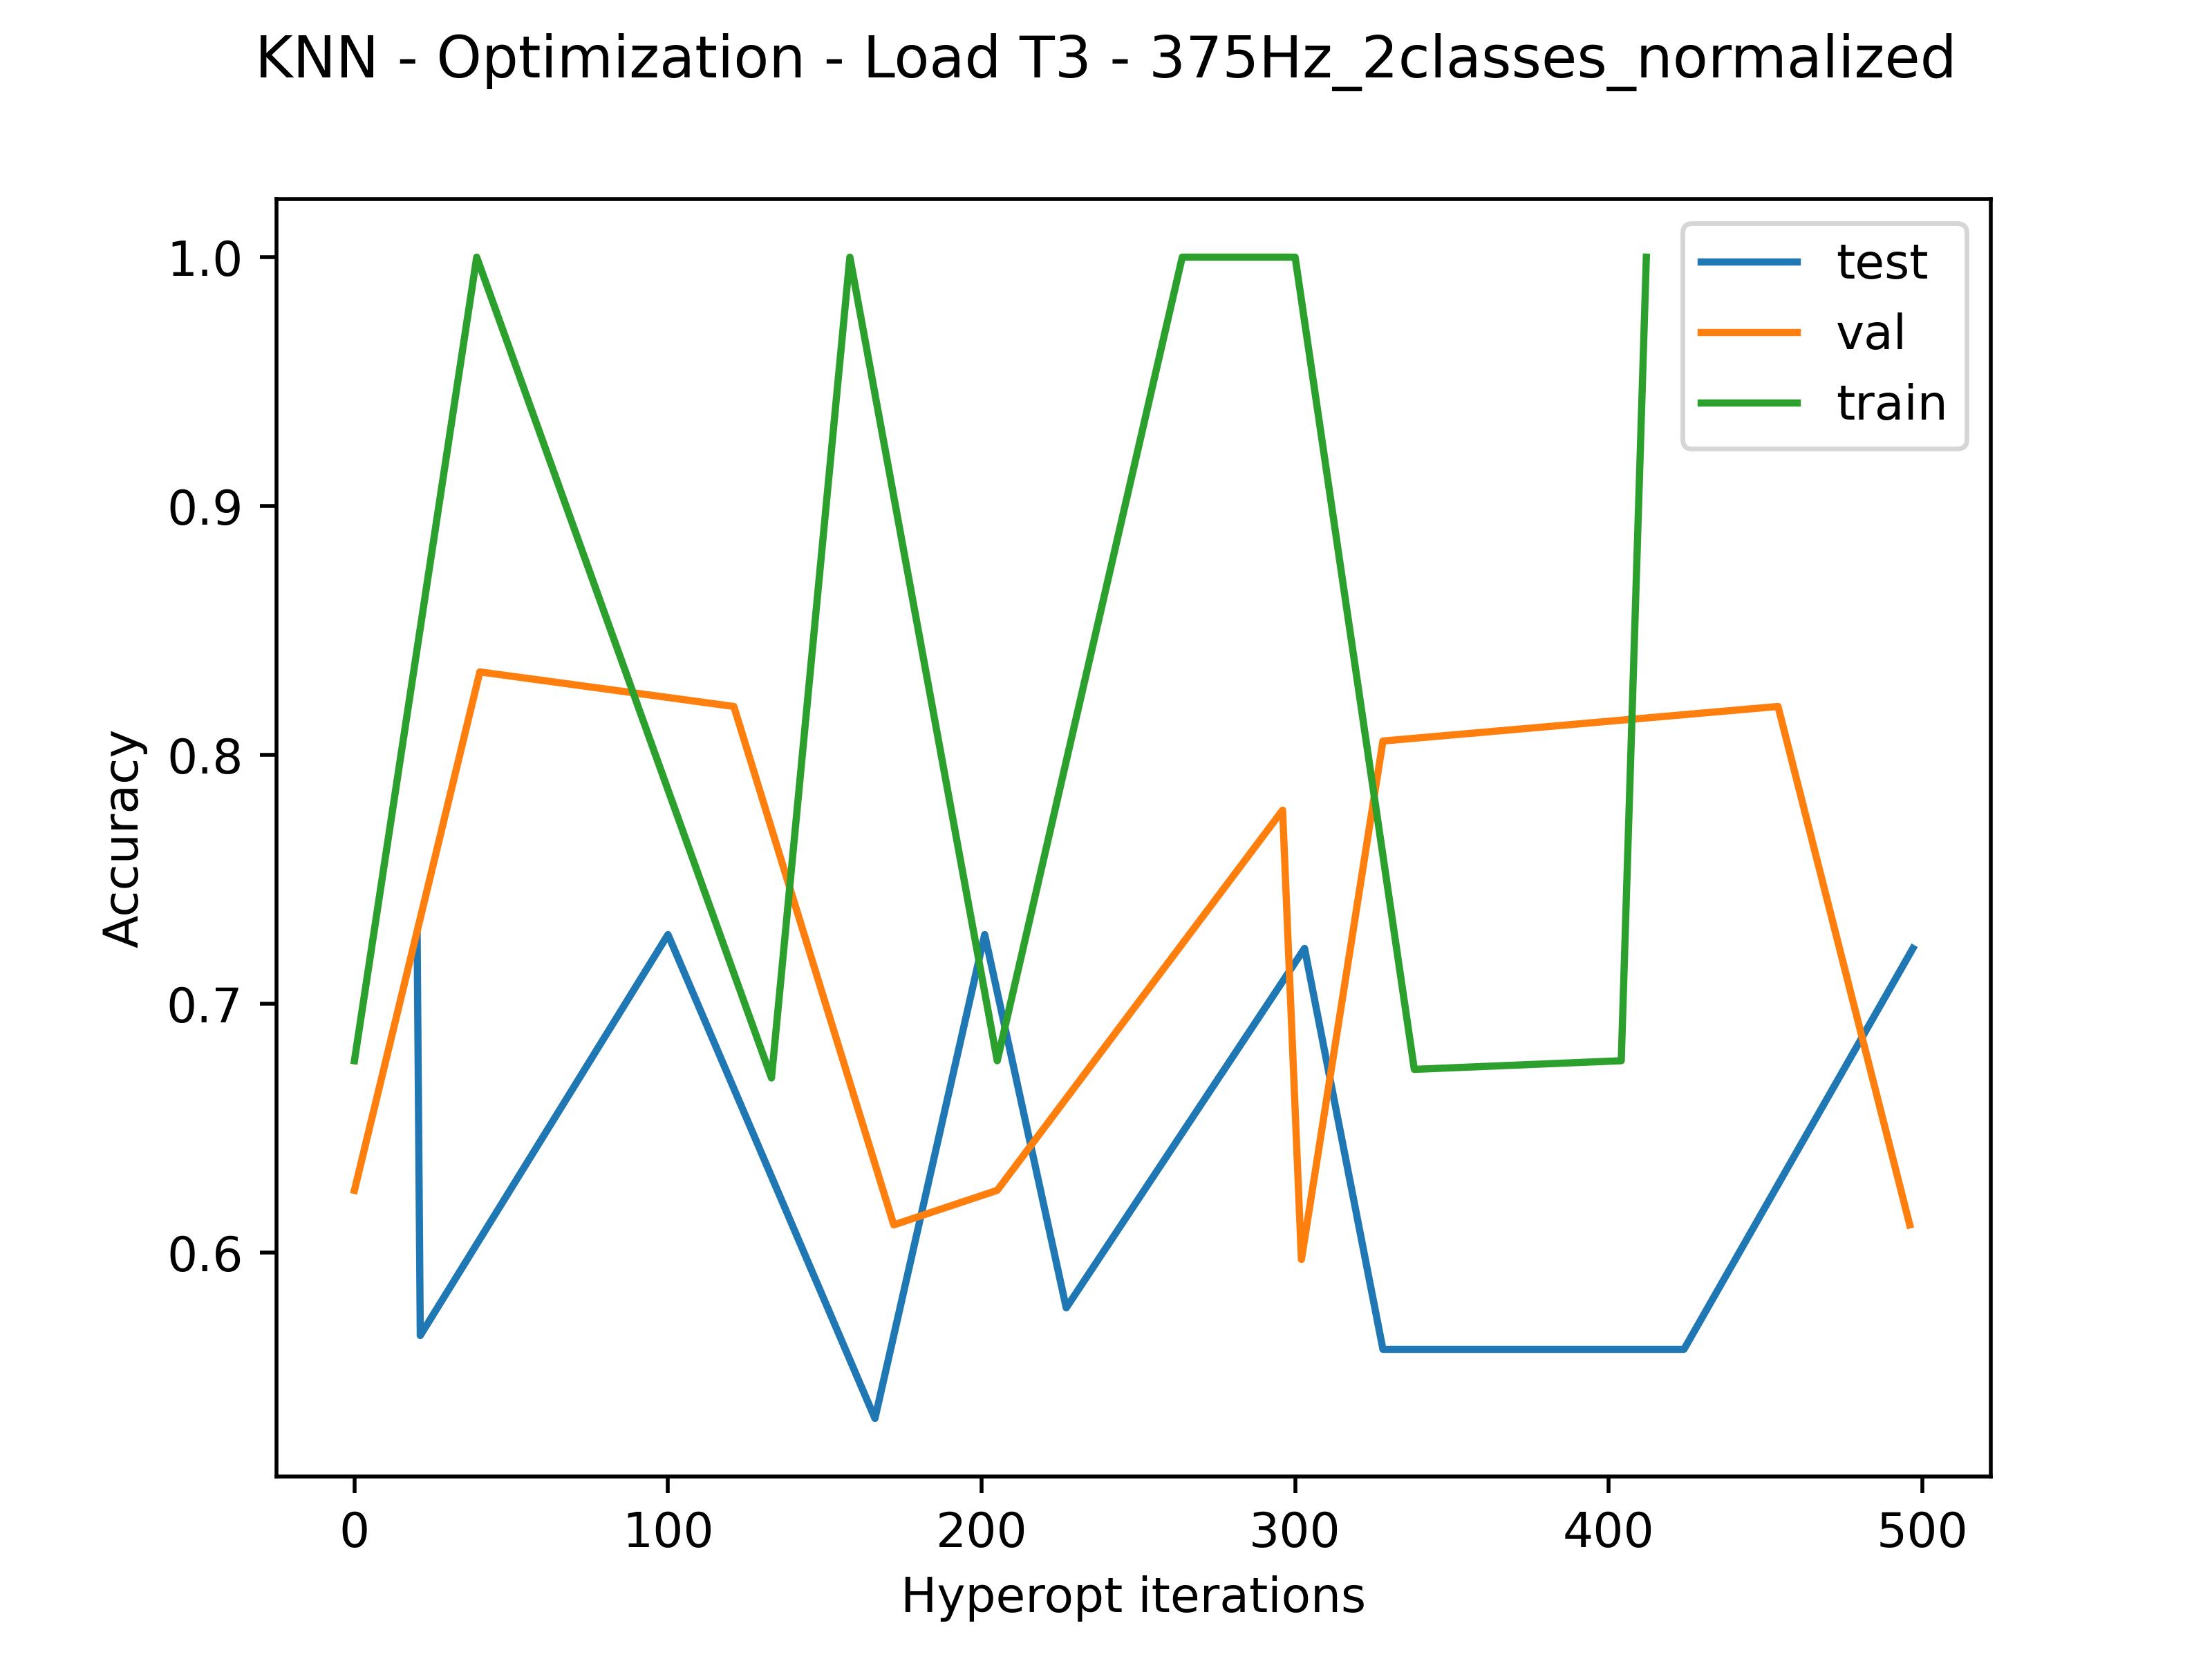 KNN - Optimization - Load T3 - 375Hz_2classes_normalized
test
val
train
1.0
0.9
0.8
0.7
0.6
Accuracy
0 100 200 300 400 500
Hyperopt iterations